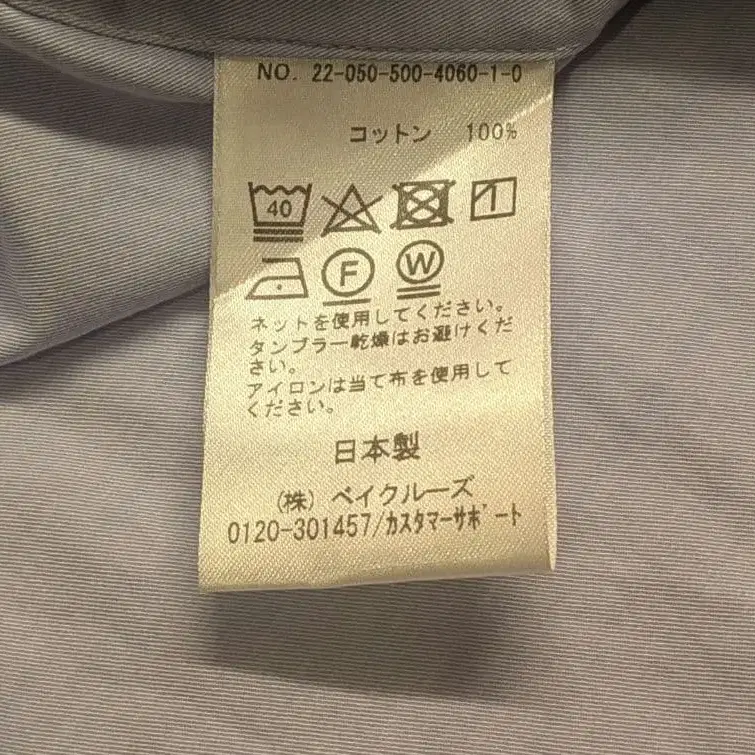 NO. 22-050-500-4060-1-0
コットン 100%
40
F W
ネットを使用してください。
タンブラー乾燥はお避けくだ
さい。
アイロンは当て布を使用して
ください。
日本製
(株) ベイクルーズ
0120-301457/カスタマーサポート